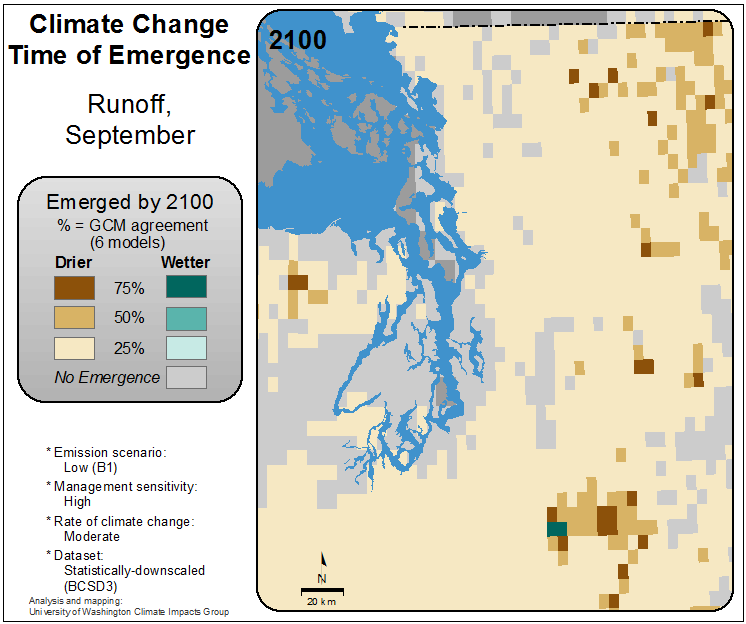 Climate Change
Time of Emergence
Runoff,
September
Emerged by 2100
% = GCM agreement
(6 models)
Drier Wetter
75%
50%
25%
No Emergence
* Emission scenario:
Low (B1)
* Management sensitivity:
High
* Rate of climate change:
Moderate
* Dataset:
Statistically-downscaled
(BCSD3)
Analysis and mapping:
University of Washington Climate Impacts Group
2100
N
20 km